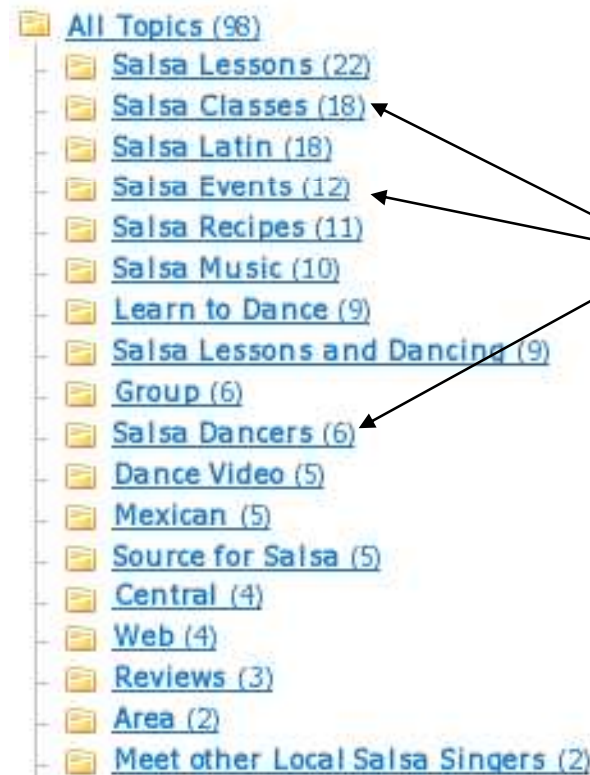 All Topics (98)
Salsa Lessons (22)
Salsa Classes (18)
Salsa Latin (18)
Salsa Events (12)
Salsa Recipes (11)
Salsa Music (10)
Learn to Dance (9)
Salsa Lessons and Dancing (9)
Group (6)
Salsa Dancers (6)
Dance Video (5)
Mexican (5)
Source for Salsa (5)
Central (4)
Web (4)
Reviews (3)
Area (2)
Meet other Local Salsa Singers (2)